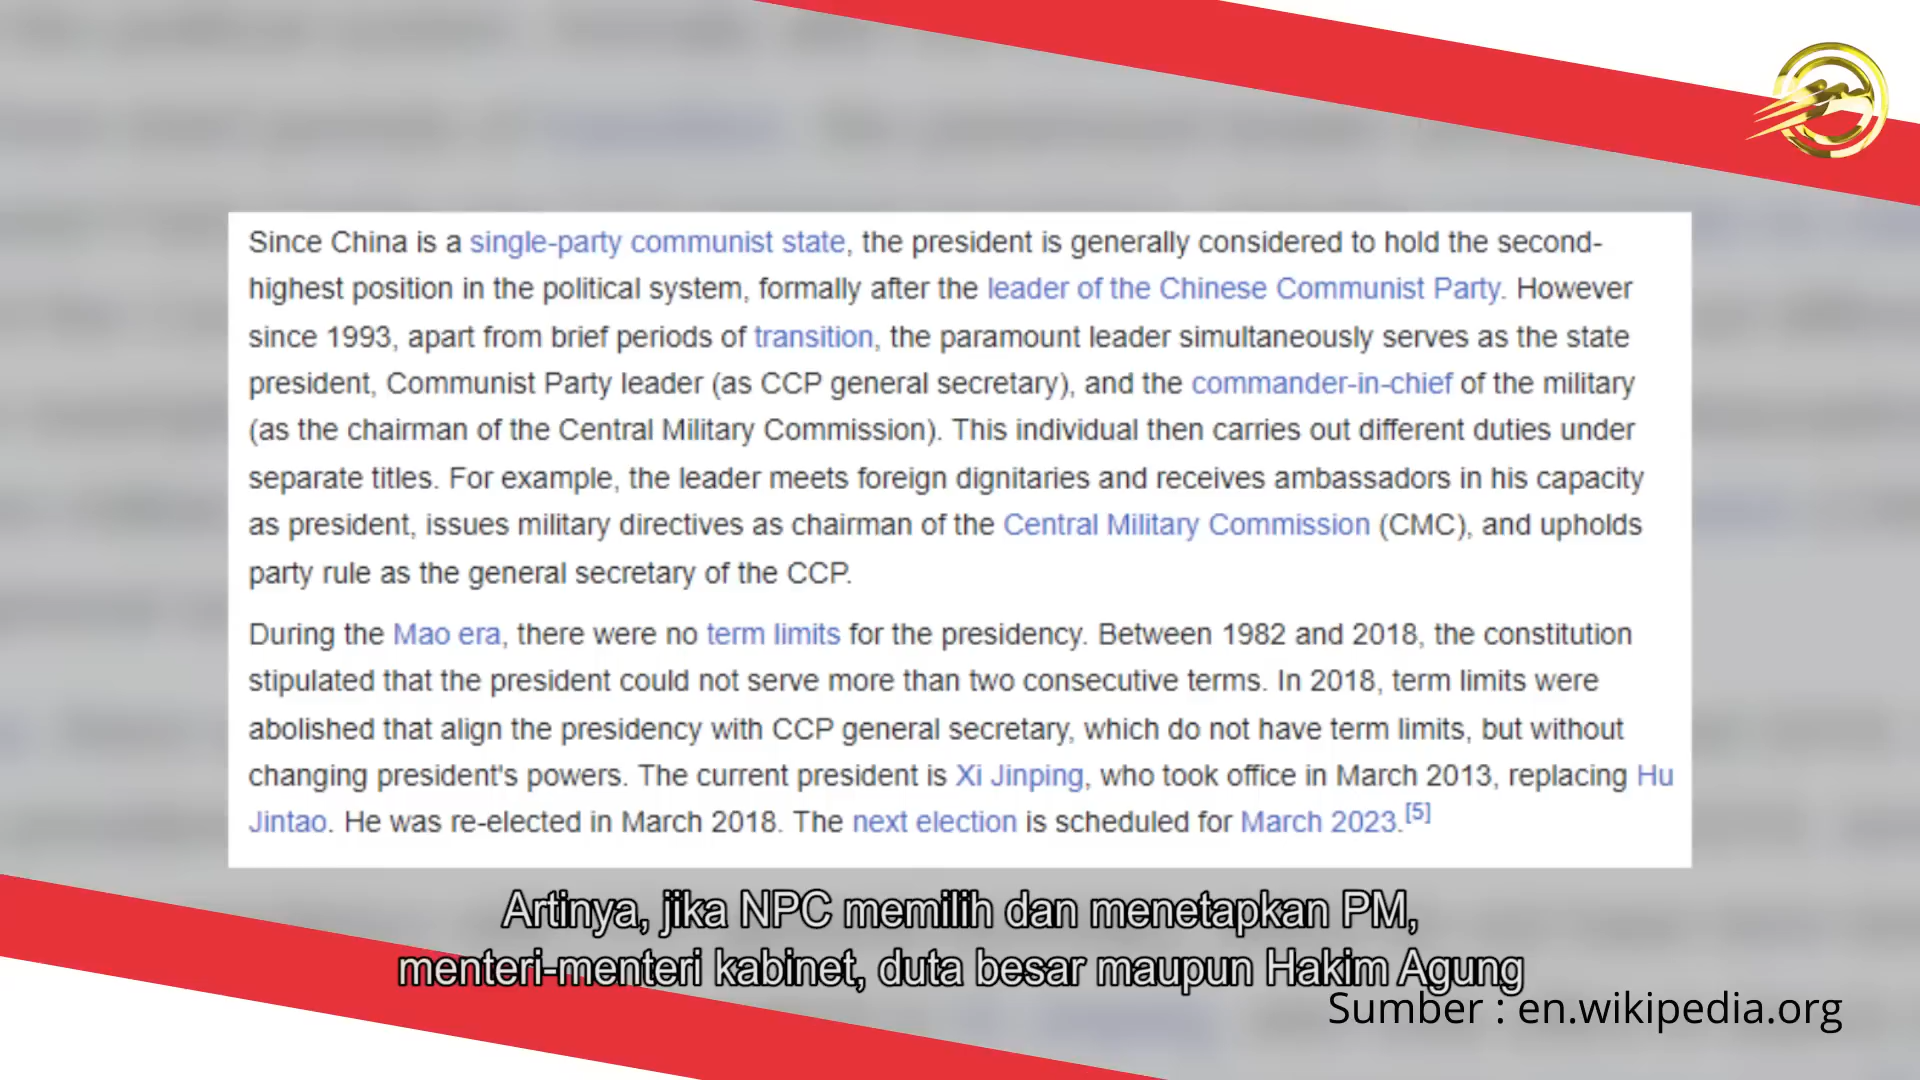 Since China is a single-party communist state, the president is generally considered to hold the second-
highest position in the political system, formally after the leader of the Chinese Communist Party. However
since 1993, apart from brief periods of transition, the paramount leader simultaneously serves as the state
president, Communist Party leader (as CCP general secretary), and the commander-in-chief of the military
(as the chairman of the Central Military Commission). This individual then carries out different duties under
separate titles. For example, the leader meets foreign dignitaries and receives ambassadors in his capacity
as president, issues military directives as chairman of the Central Military Commission (CMC), and upholds
party rule as the general secretary of the CCP.
During the Mao era, there were no term limits for the presidency. Between 1982 and 2018, the constitution
stipulated that the president could not serve more than two consecutive terms. In 2018, term limits were
abolished that align the presidency with CCP general secretary, which do not have term limits, but without
changing president's powers. The current president is Xi Jinping, who took office in March 2013, replacing Hu
Jintao. He was re-elected in March 2018. The next election is scheduled for March 2023.[5]
Artinya, jika NPC memilih dan menetapkan PM,
menteri-menteri kabinet, duta besar maupun Hakim Agung
Sumber : en.wikipedia.org